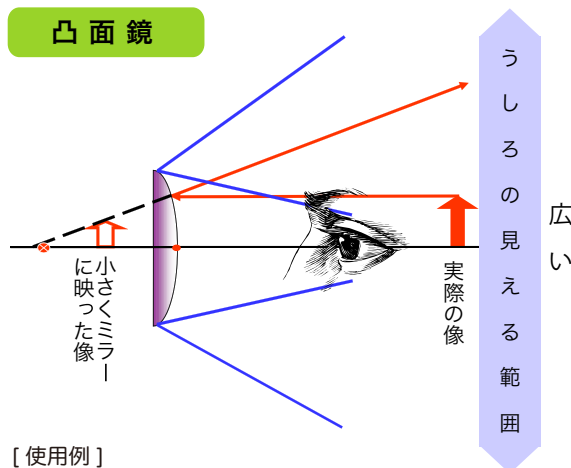 凸面鏡
うしろの見える範囲
広い
実際の像
小さくミラー
に映った像
[ 使用例 ]